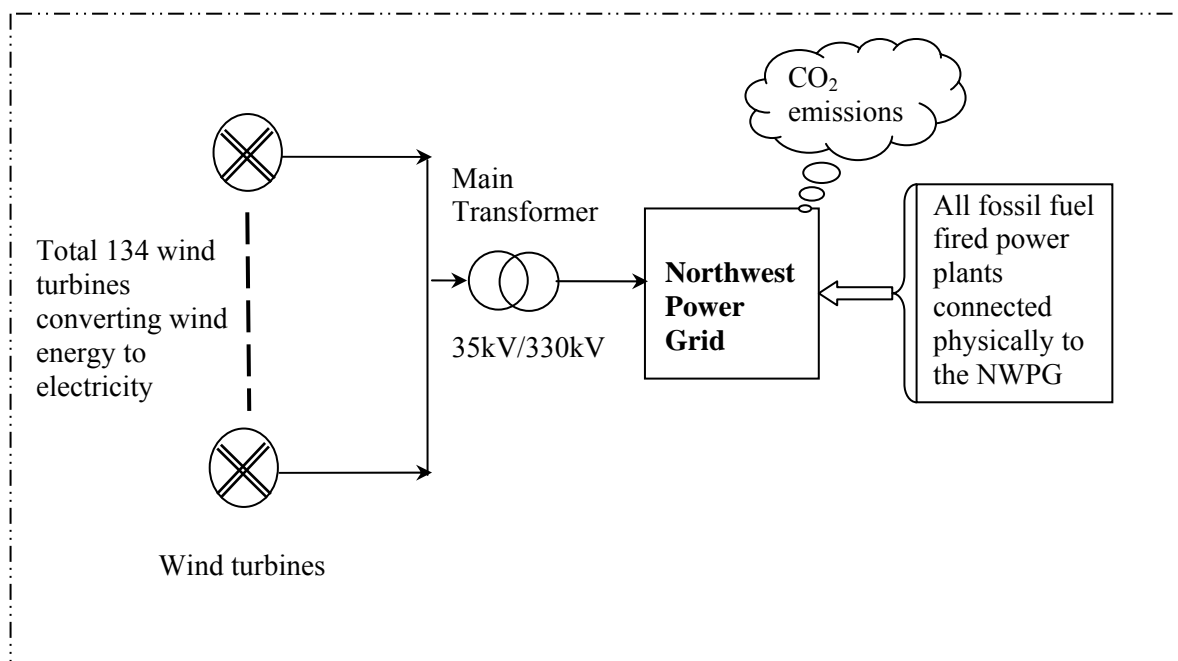 CO₂
emissions
Main
Transformer
Total 134 wind
turbines
converting wind
energy to
electricity
35kV/330kV
Northwest
Power
Grid
All fossil fuel
fired power
plants
connected
physically to
the NWPG
Wind turbines